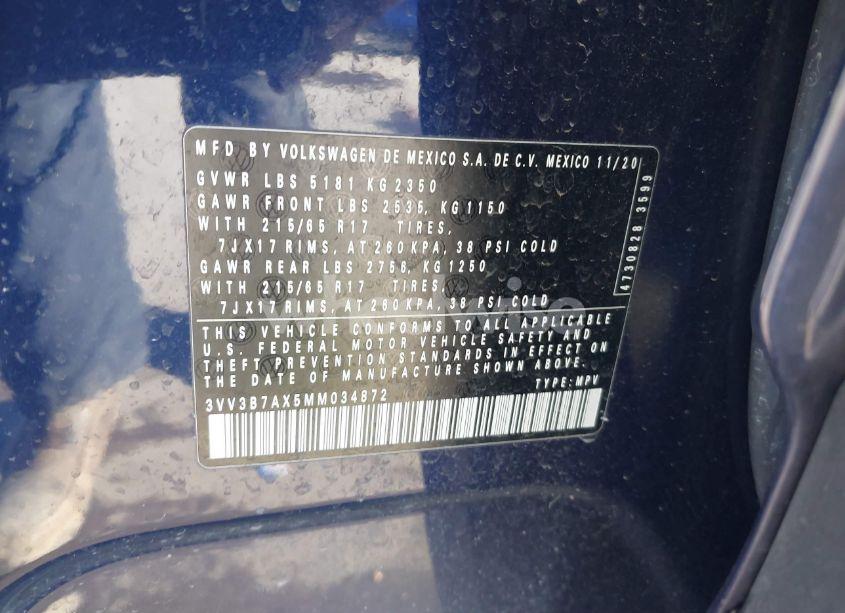 MFD BY VOLKSWAGEN DE MEXICO S.A. DE C.V. MEXICO 11/20
GVWR LBS 5181 KG 2350
GAWR FRONT LBS 2535, KG 1150
WITH 215/65 R17 TIRES,
7JX17 RIMS, AT 260 KPA, 38 PSI COLD
GAWR REAR LBS 2756, KG 1250
WITH 215/65 R17 TIRES,
7JX17 RIMS, AT 260 KPA, 38 PSI COLD
THIS VEHICLE CONFORMS TO ALL APPLICABLE
U.S. FEDERAL MOTOR VEHICLE SAFETY AND
THEFT PREVENTION STANDARDS IN EFFECT ON
THE DATE OF MANUFACTURE SHOWN ABOVE.
TYPE: MPV
3VV3B7AX5MM034872
4730828 3599